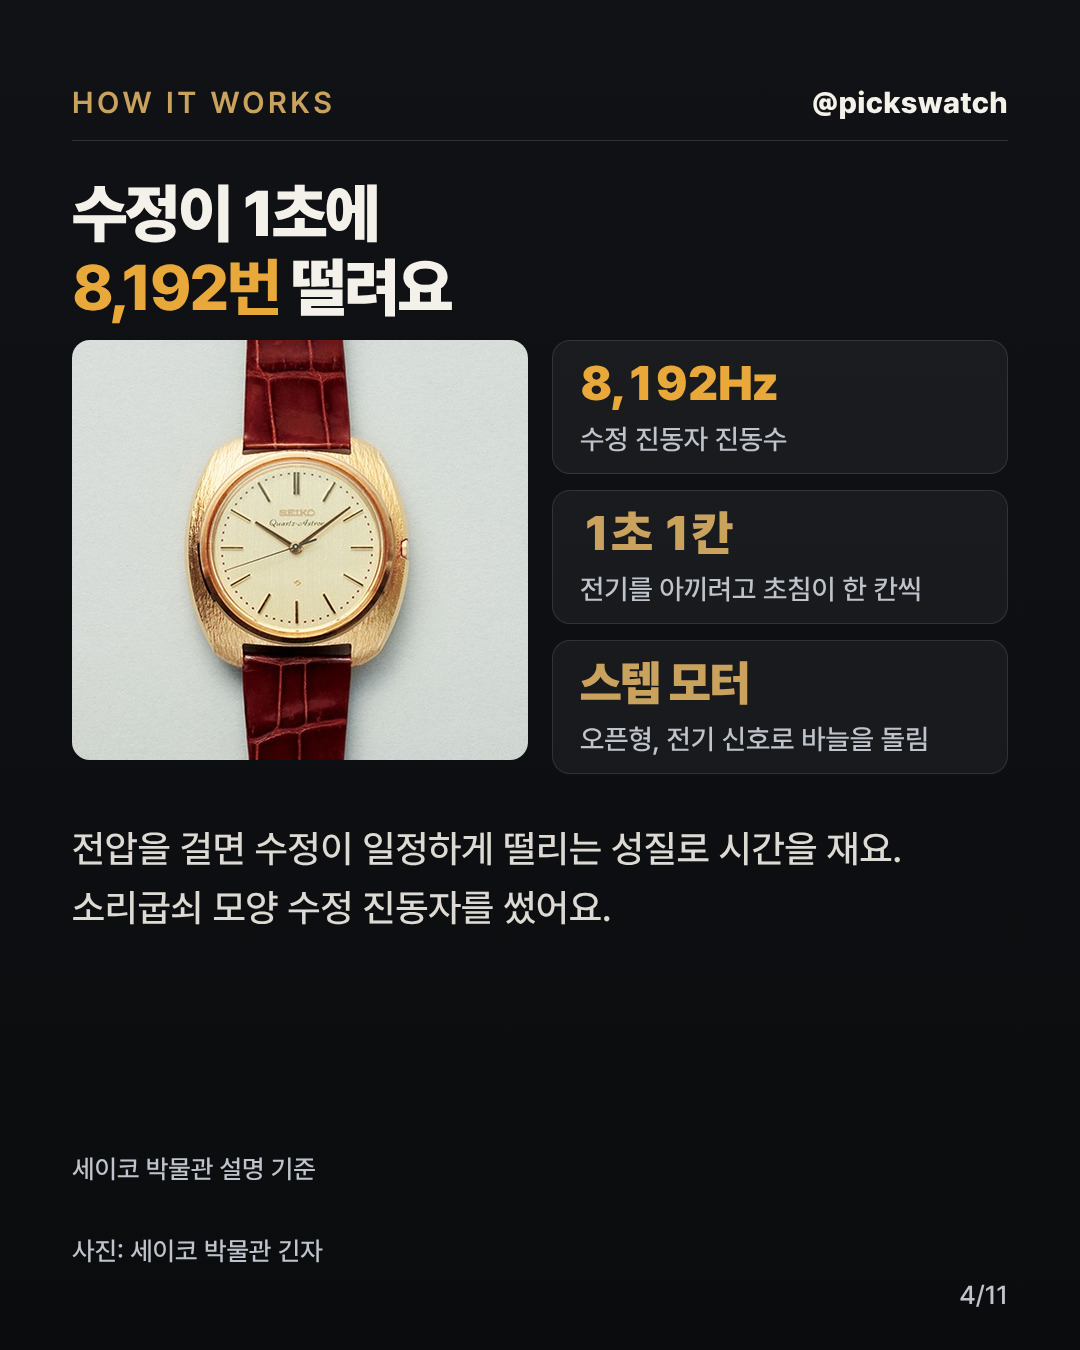 HOW IT WORKS
@pickswatch
수정이 1초에
8,192번 떨려요
SEIKO
Quartz-Astron
8,192Hz
수정 진동자 진동수
1초 1칸
전기를 아끼려고 초침이 한 칸씩
스텝 모터
오픈형, 전기 신호로 바늘을 돌림
전압을 걸면 수정이 일정하게 떨리는 성질로 시간을 재요.
소리굽쇠 모양 수정 진동자를 썼어요.
세이코 박물관 설명 기준
사진: 세이코 박물관 긴자
4/11